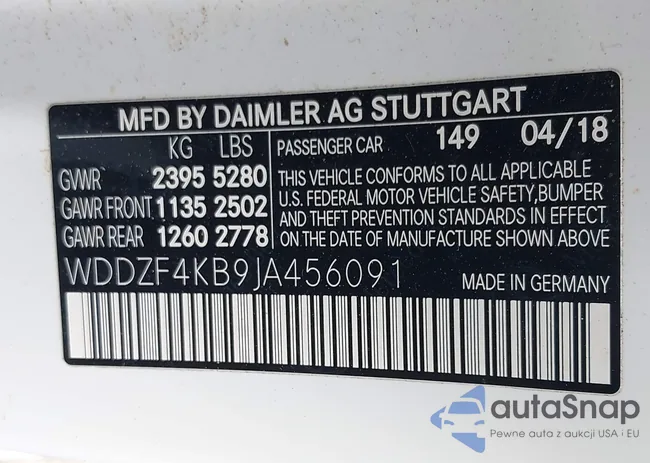 MFD BY DAIMLER AG STUTTGART
KG LBS
GVWR 2395 5280
GAWR FRONT 1135 2502
GAWR REAR 1260 2778
PASSENGER CAR 149 04/18
THIS VEHICLE CONFORMS TO ALL APPLICABLE
U.S. FEDERAL MOTOR VEHICLE SAFETY,BUMPER
AND THEFT PREVENTION STANDARDS IN EFFECT
ON THE DATE OF MANUFACTURE SHOWN ABOVE
WDDZF4KB9JA456091
MADE IN GERMANY
autaSnap
Pewne auta z aukcji USA i EU